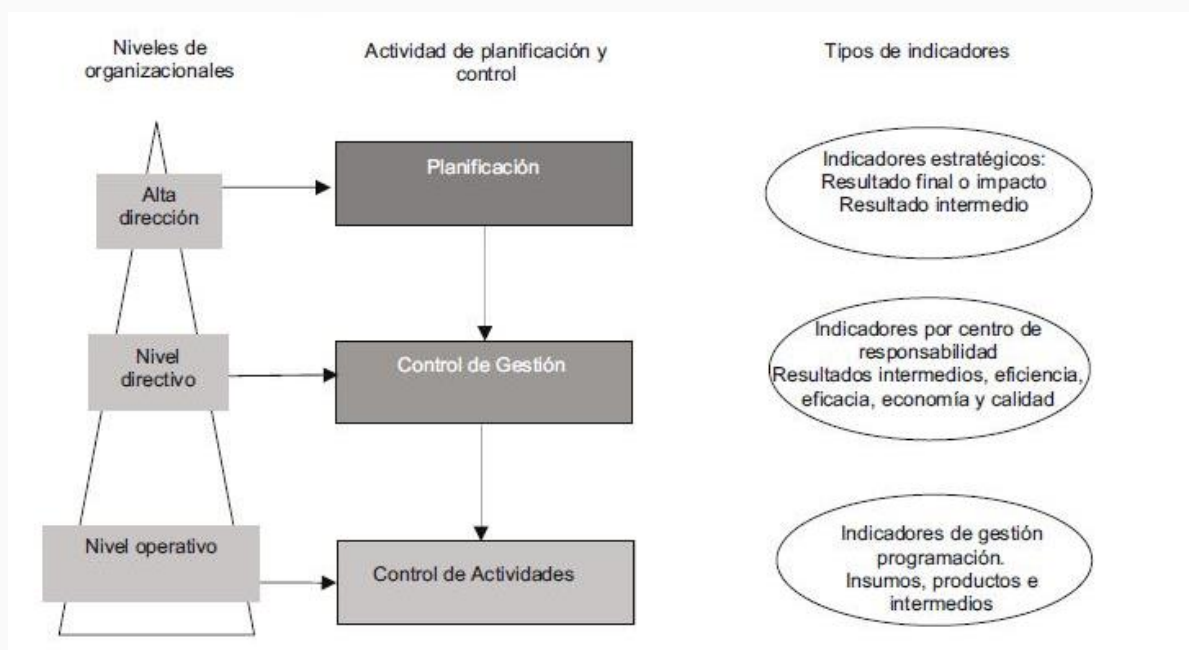 Niveles de
organizacionales
Actividad de planificación y
control
Tipos de indicadores
Alta
dirección
Planificación
Indicadores estratégicos:
Resultado final o impacto
Resultado intermedio
Nivel
directivo
Control de Gestión
Indicadores por centro de
responsabilidad
Resultados intermedios, eficiencia,
eficacia, economía y calidad
Nivel operativo
Control de Actividades
Indicadores de gestión
programación.
Insumos, productos e
intermedios